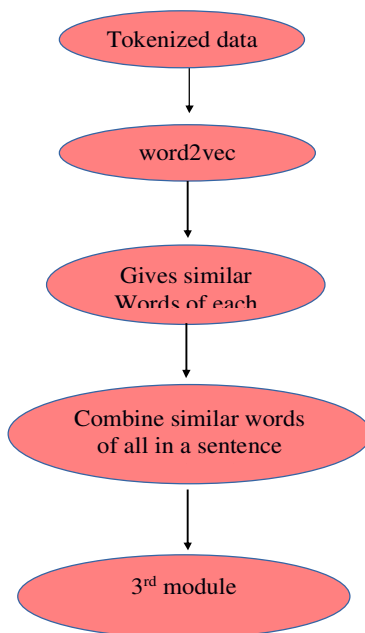 Tokenized data
word2vec
Gives similar
Words of each
Combine similar words
of all in a sentence
3rd module